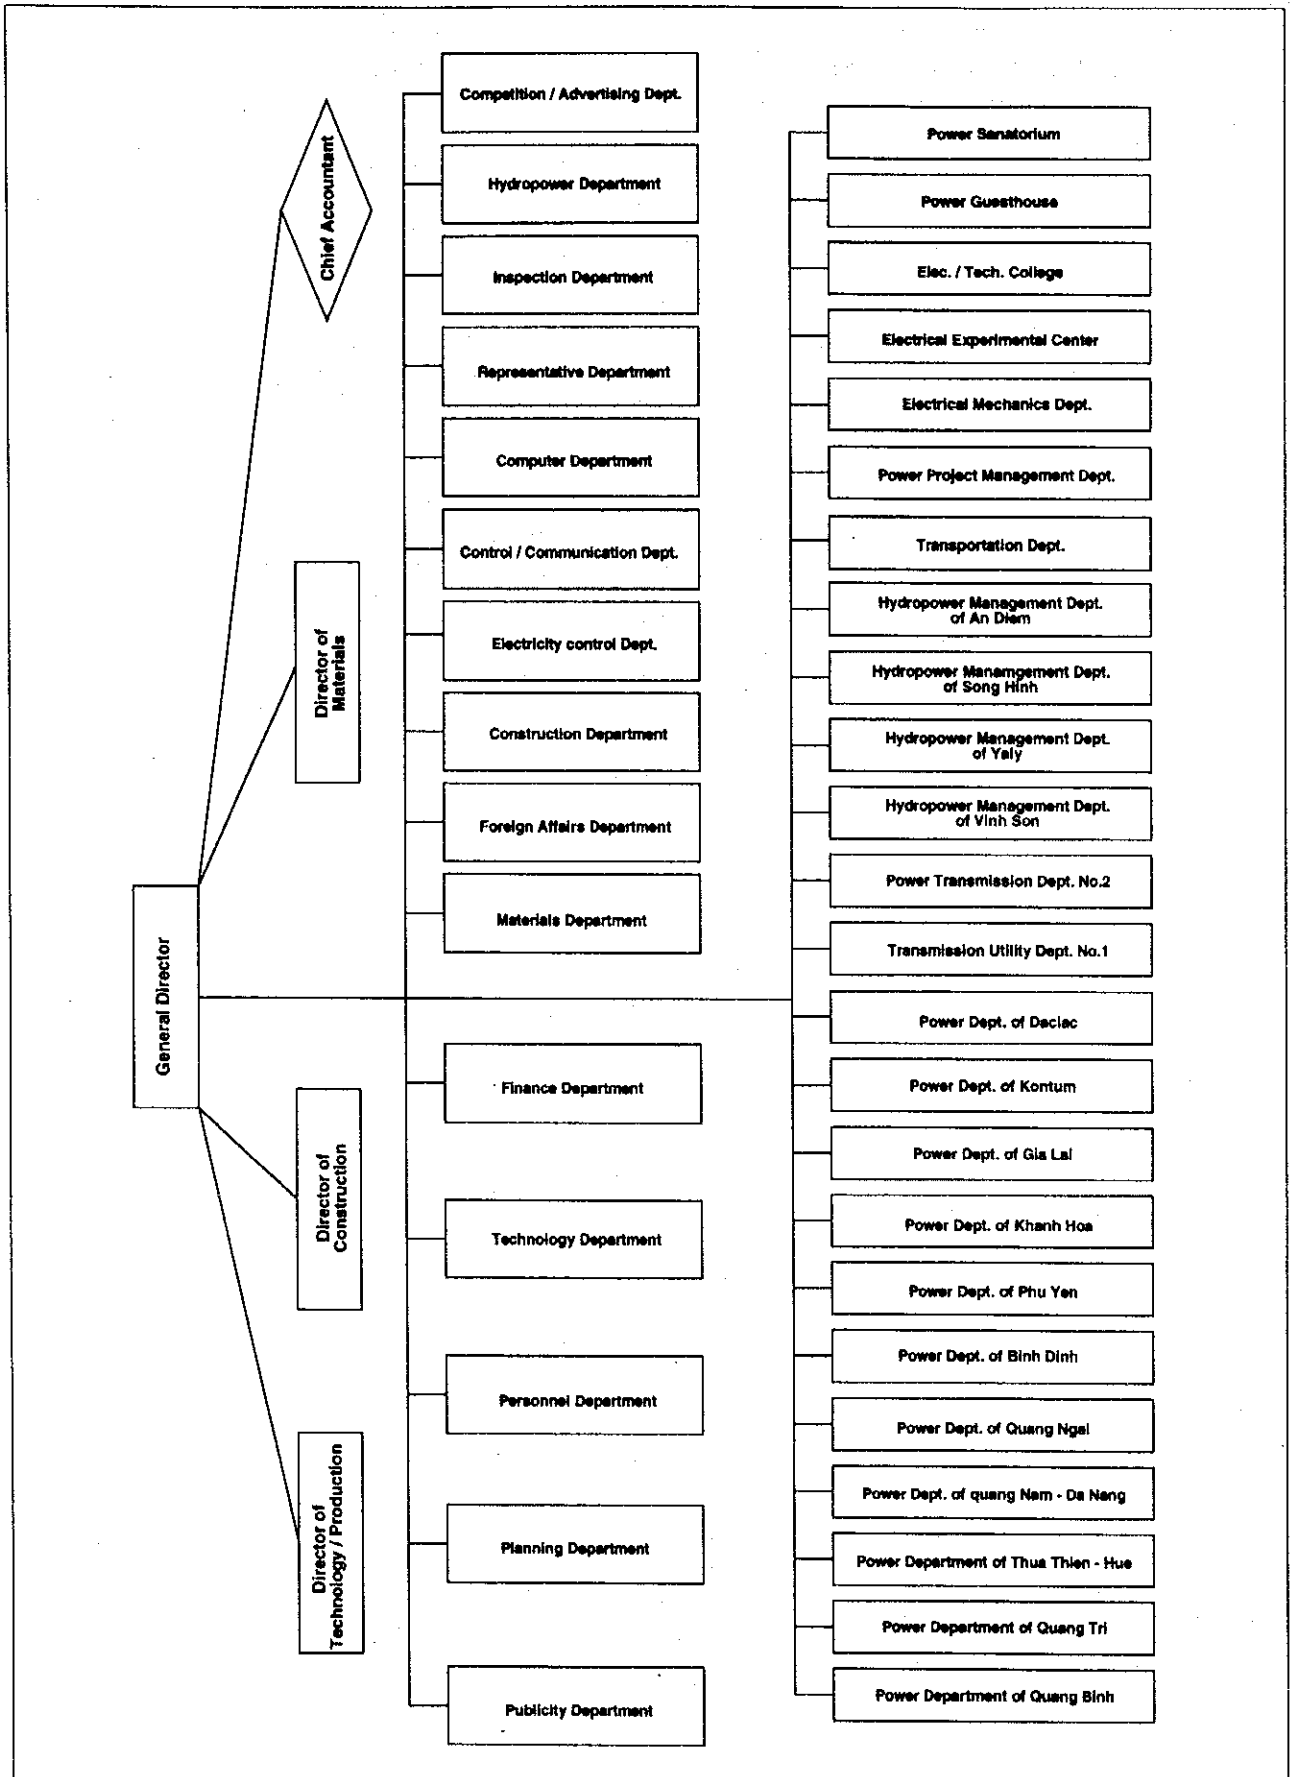 General Director
Director of
Technology / Production
Director of
Construction
Director of
Materials
Chief Accountant
Competition / Advertising Dept.
Hydropower Department
Inspection Department
Representative Department
Computer Department
Control / Communication Dept.
Electricity control Dept.
Construction Department
Foreign Affairs Department
Materials Department
Finance Department
Technology Department
Personnel Department
Planning Department
Publicity Department
Power Sanatorium
Power Guesthouse
Elec. / Tech. College
Electrical Experimental Center
Electrical Mechanics Dept.
Power Project Management Dept.
Transportation Dept.
Hydropower Management Dept.
of An Diem
Hydropower Manamgement Dept.
of Song Hinh
Hydropower Management Dept.
of Yaly
Hydropower Management Dept.
of Vinh Son
Power Transmission Dept. No.2
Transmission Utility Dept. No.1
Power Dept. of Daclac
Power Dept. of Kontum
Power Dept. of Gia Lai
Power Dept. of Khanh Hoa
Power Dept. of Phu Yen
Power Dept. of Binh Dinh
Power Dept. of Quang Ngai
Power Dept. of quang Nam - Da Nang
Power Department of Thua Thien - Hue
Power Department of Quang Tri
Power Department of Quang Binh